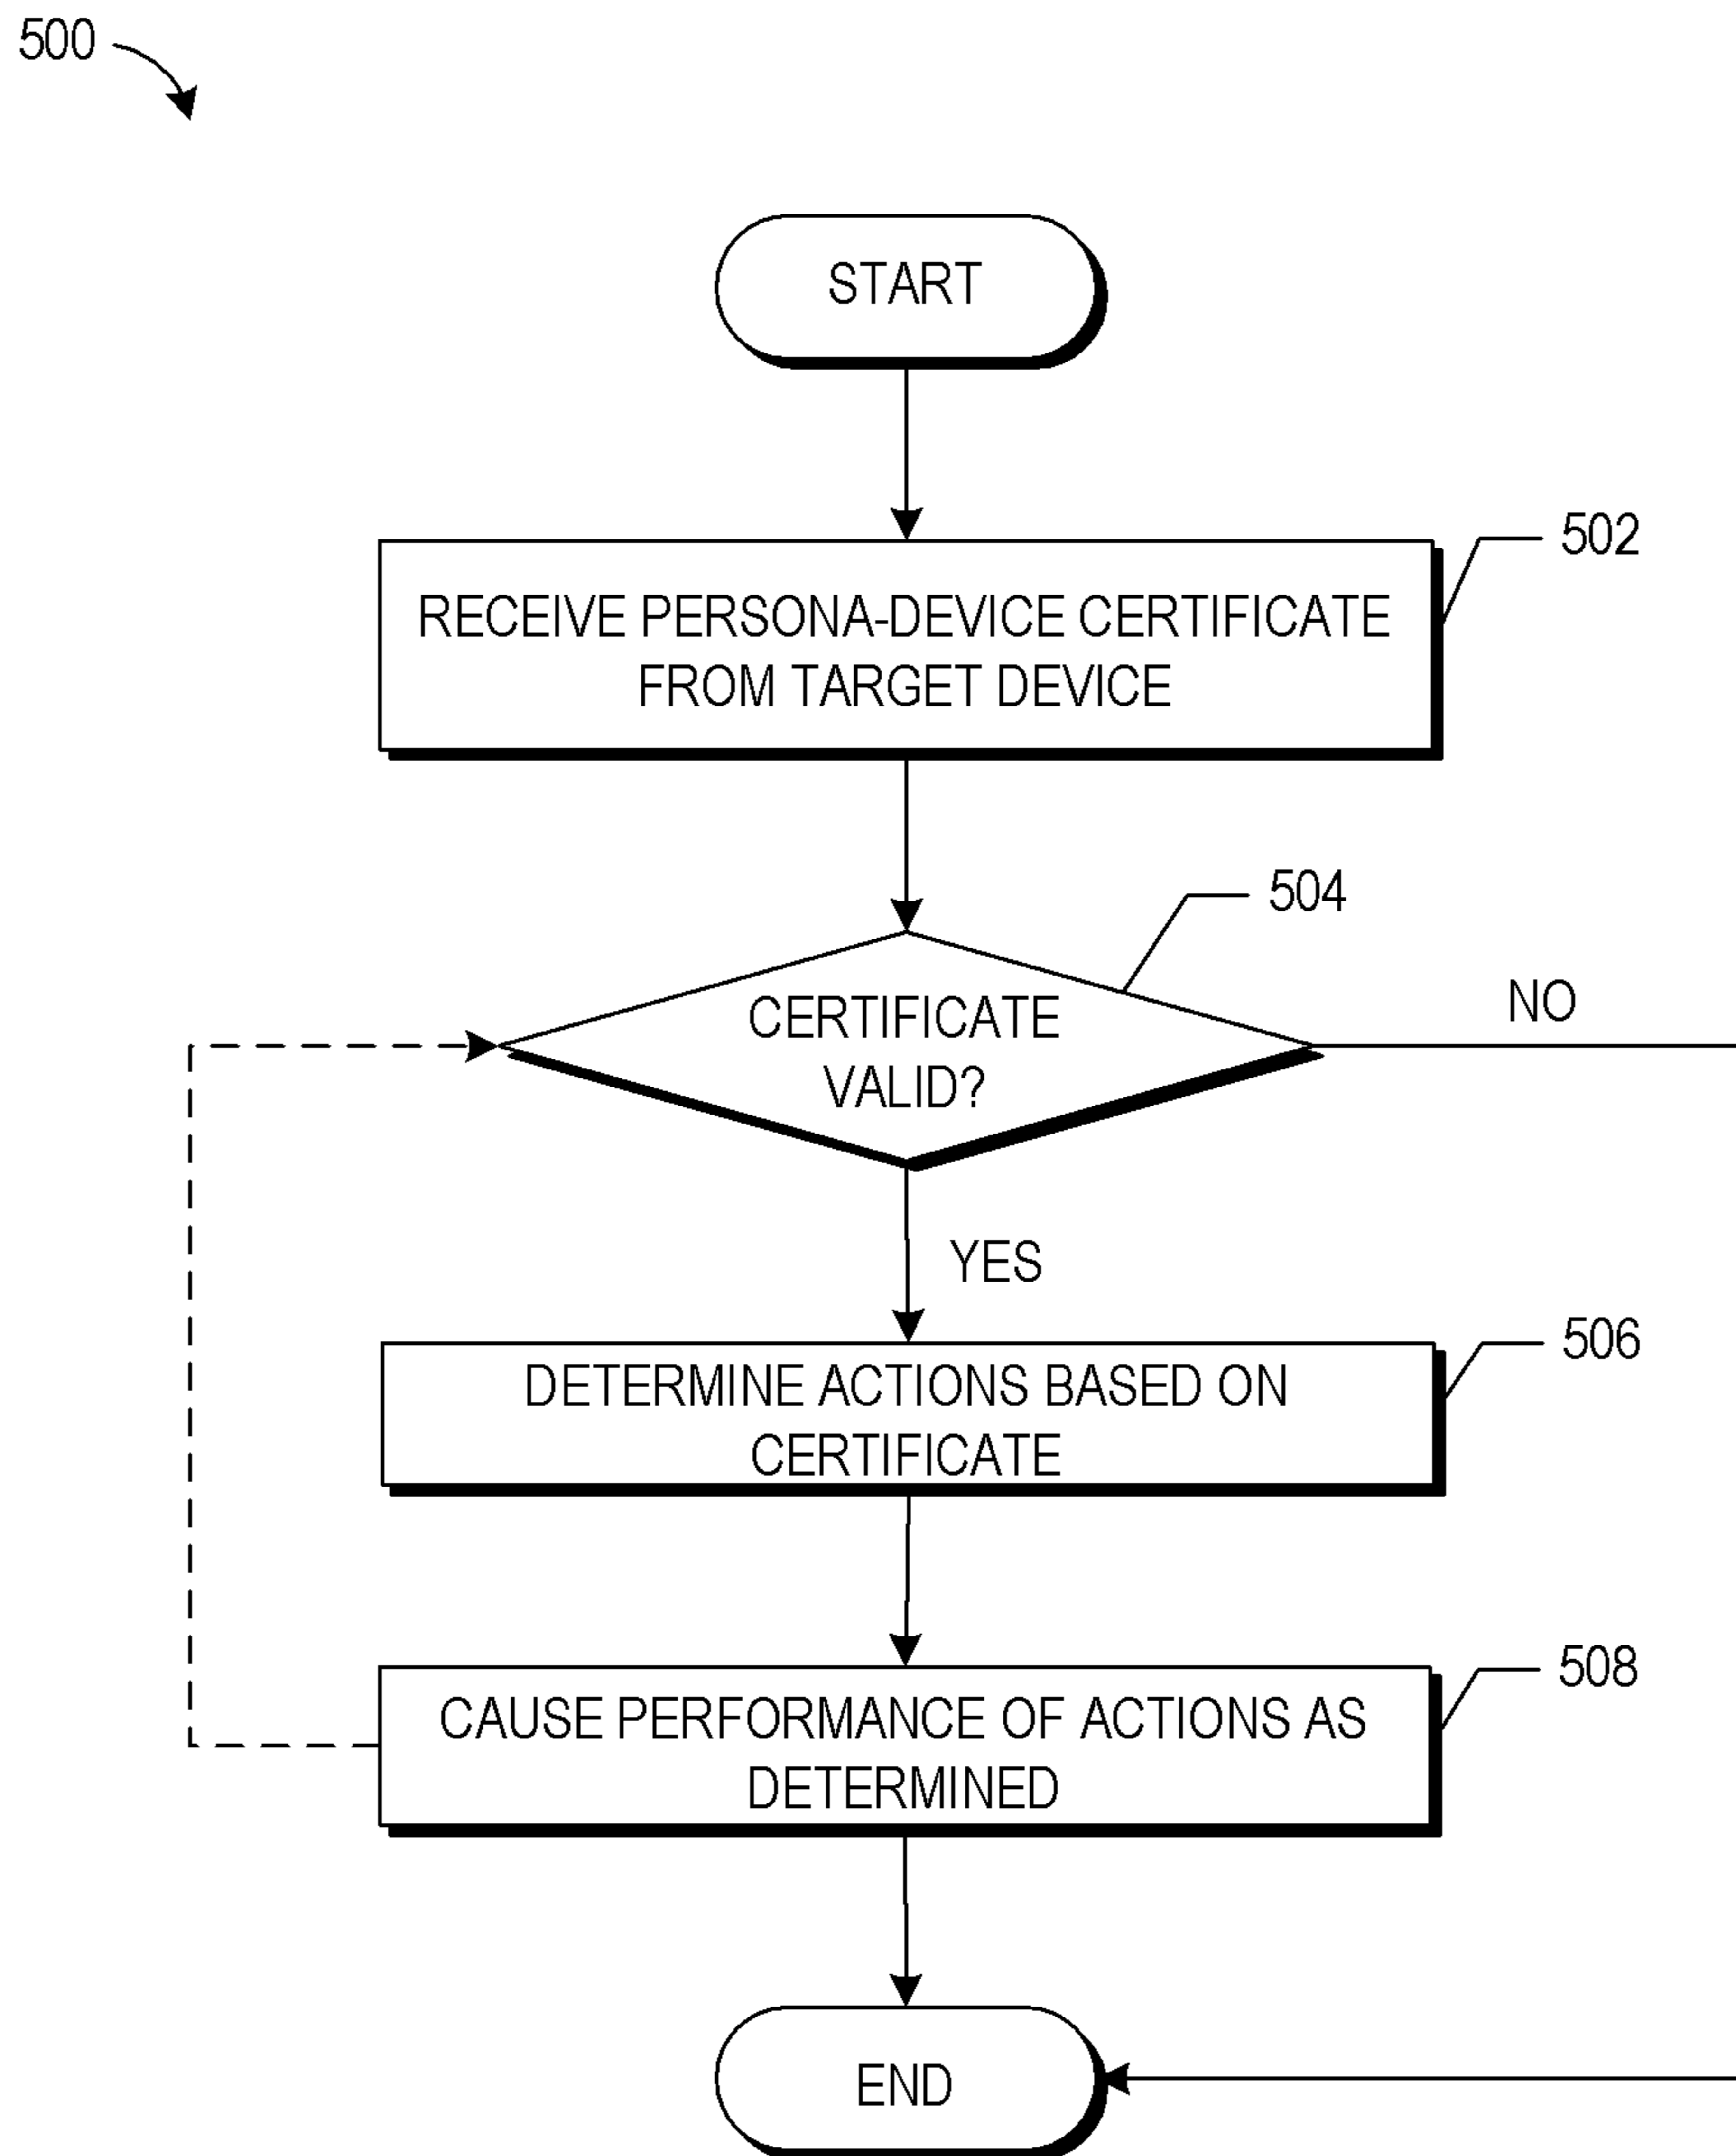 500
START
502
RECEIVE PERSONA-DEVICE CERTIFICATE
FROM TARGET DEVICE
504
CERTIFICATE
VALID?
NO
YES
506
DETERMINE ACTIONS BASED ON
CERTIFICATE
508
CAUSE PERFORMANCE OF ACTIONS AS
DETERMINED
END